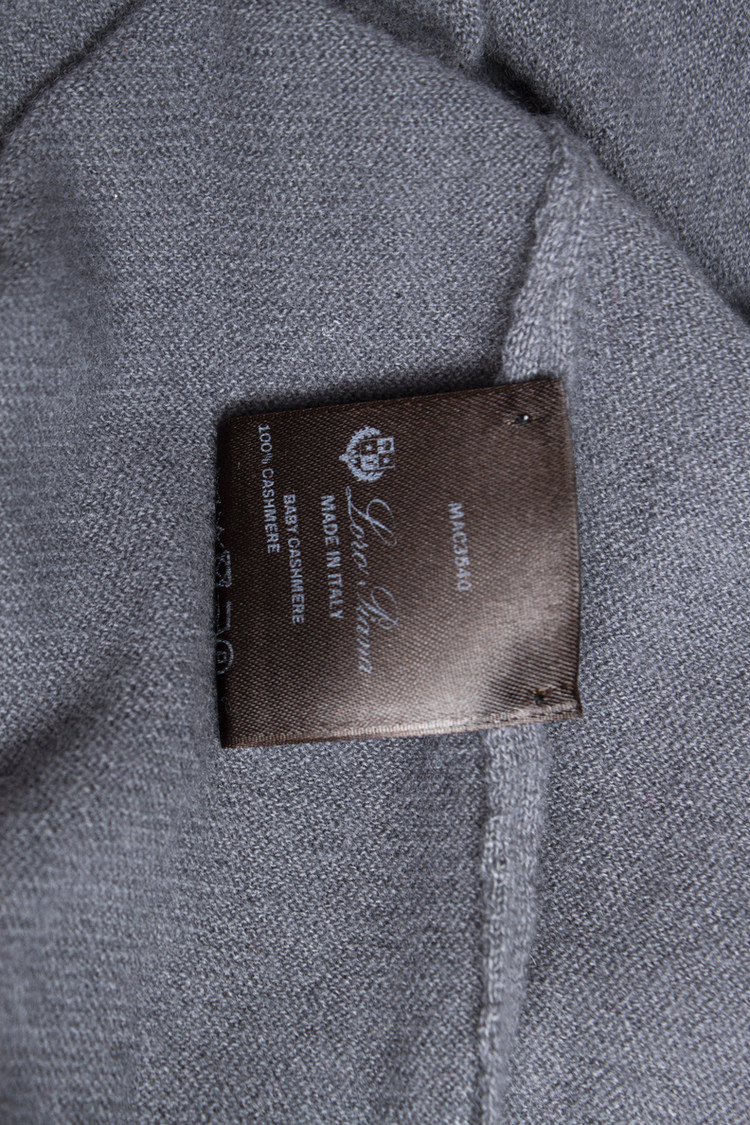 MAC3840
Loro Piana
MADE IN ITALY
BABY CASHMERE
100% CASHMERE